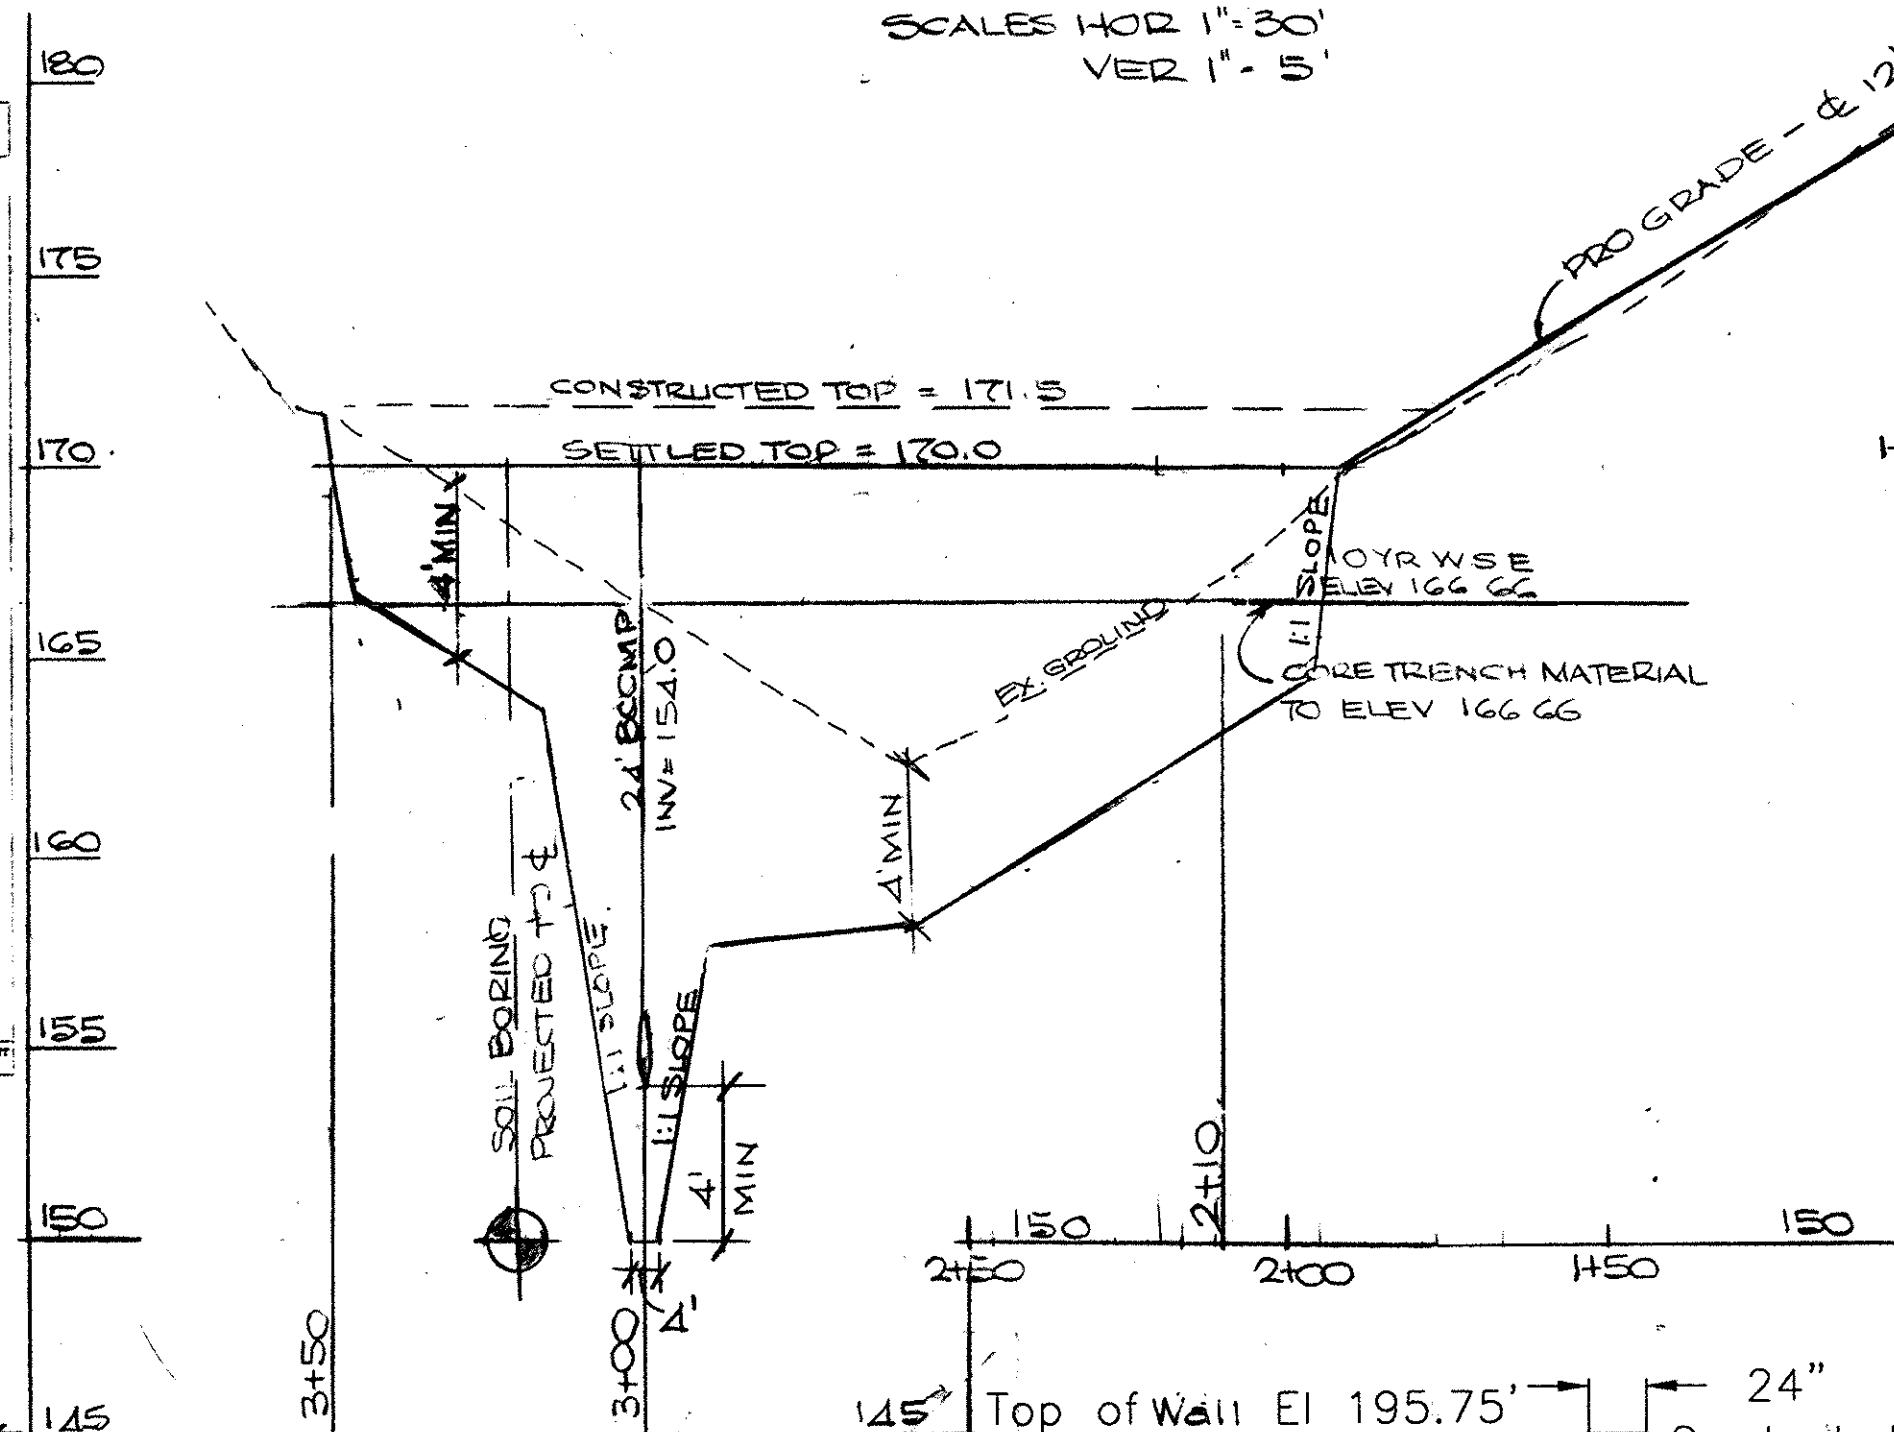 SCALES HOR 1"=30'
VER 1"- 5'
180
175
170
165
160
155
150
145
PRO GRADE - ℄
CONSTRUCTED TOP = 171.5
SETTLED TOP = 170.0
4' MIN
24" BCCMP
INV= 154.0
EX. GROUND
1:1 SLOPE
10 YR W S E
ELEV 166 66
CORE TRENCH MATERIAL
TO ELEV 166 66
4' MIN
SOIL BORING
PROJECTED TO ℄
1:1 SLOPE
1:1 SLOPE
4'
MIN
4'
2+10
150
150
2+50
2+00
1+50
3+50
3+00
145
Top of Wall El 195.75'
24"